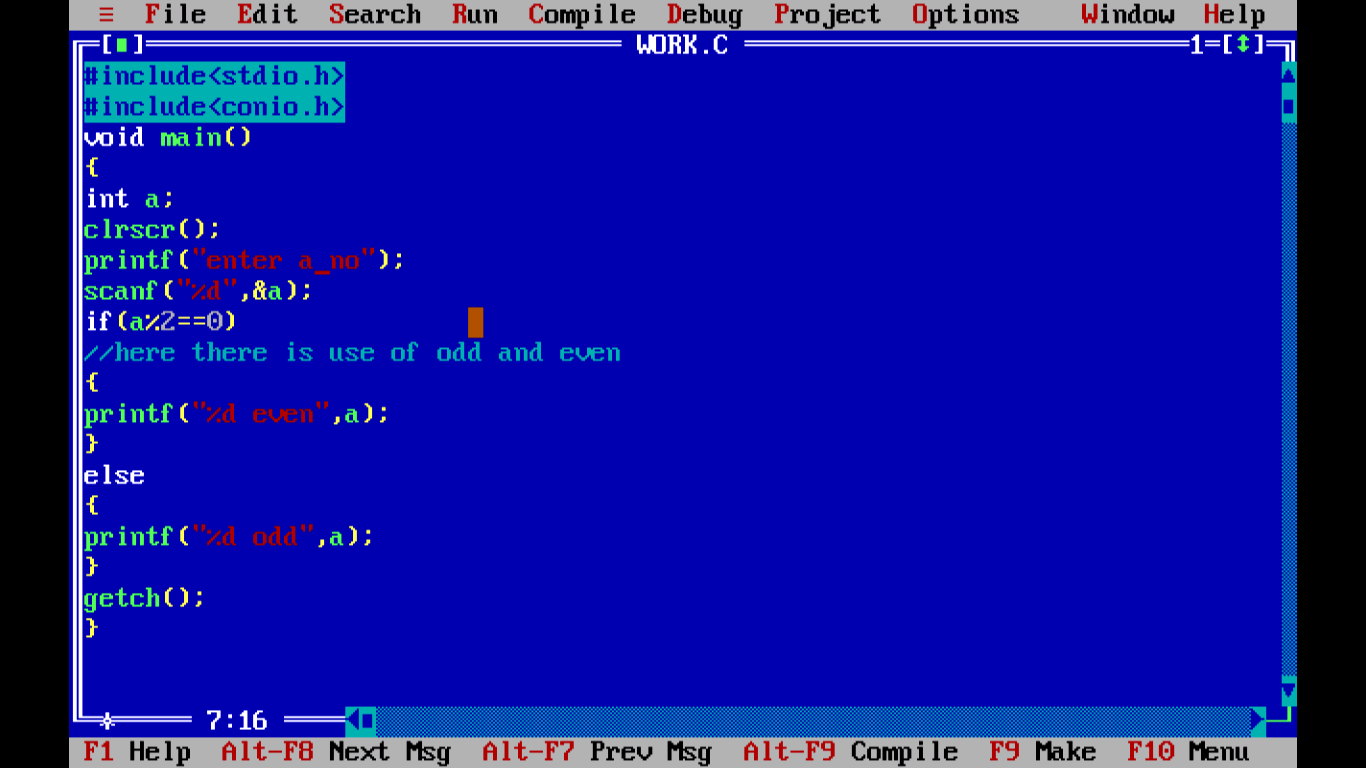 ≡ File Edit Search Run Compile Debug Project Options Window Help
[■] WORK.C 1=[↕]
#include<stdio.h>
#include<conio.h>
void main()
{
int a;
clrscr();
printf("enter a_no");
scanf("%d",&a);
if(a%2==0)
//here there is use of odd and even
{
printf("%d even",a);
}
else
{
printf("%d odd",a);
}
getch();
}
7:16
F1 Help Alt-F8 Next Msg Alt-F7 Prev Msg Alt-F9 Compile F9 Make F10 Menu